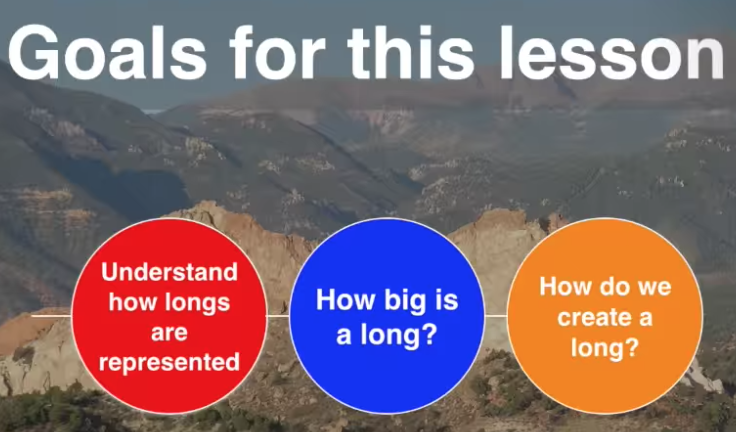 Goals for this lesson
Understand
how longs
are
represented
How big is
a long?
How do we
create a
long?